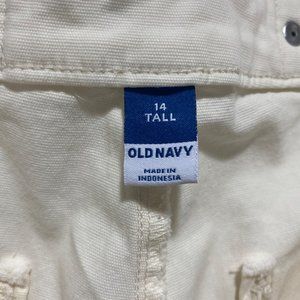 14
TALL
OLD NAVY
MADE IN
INDONESIA